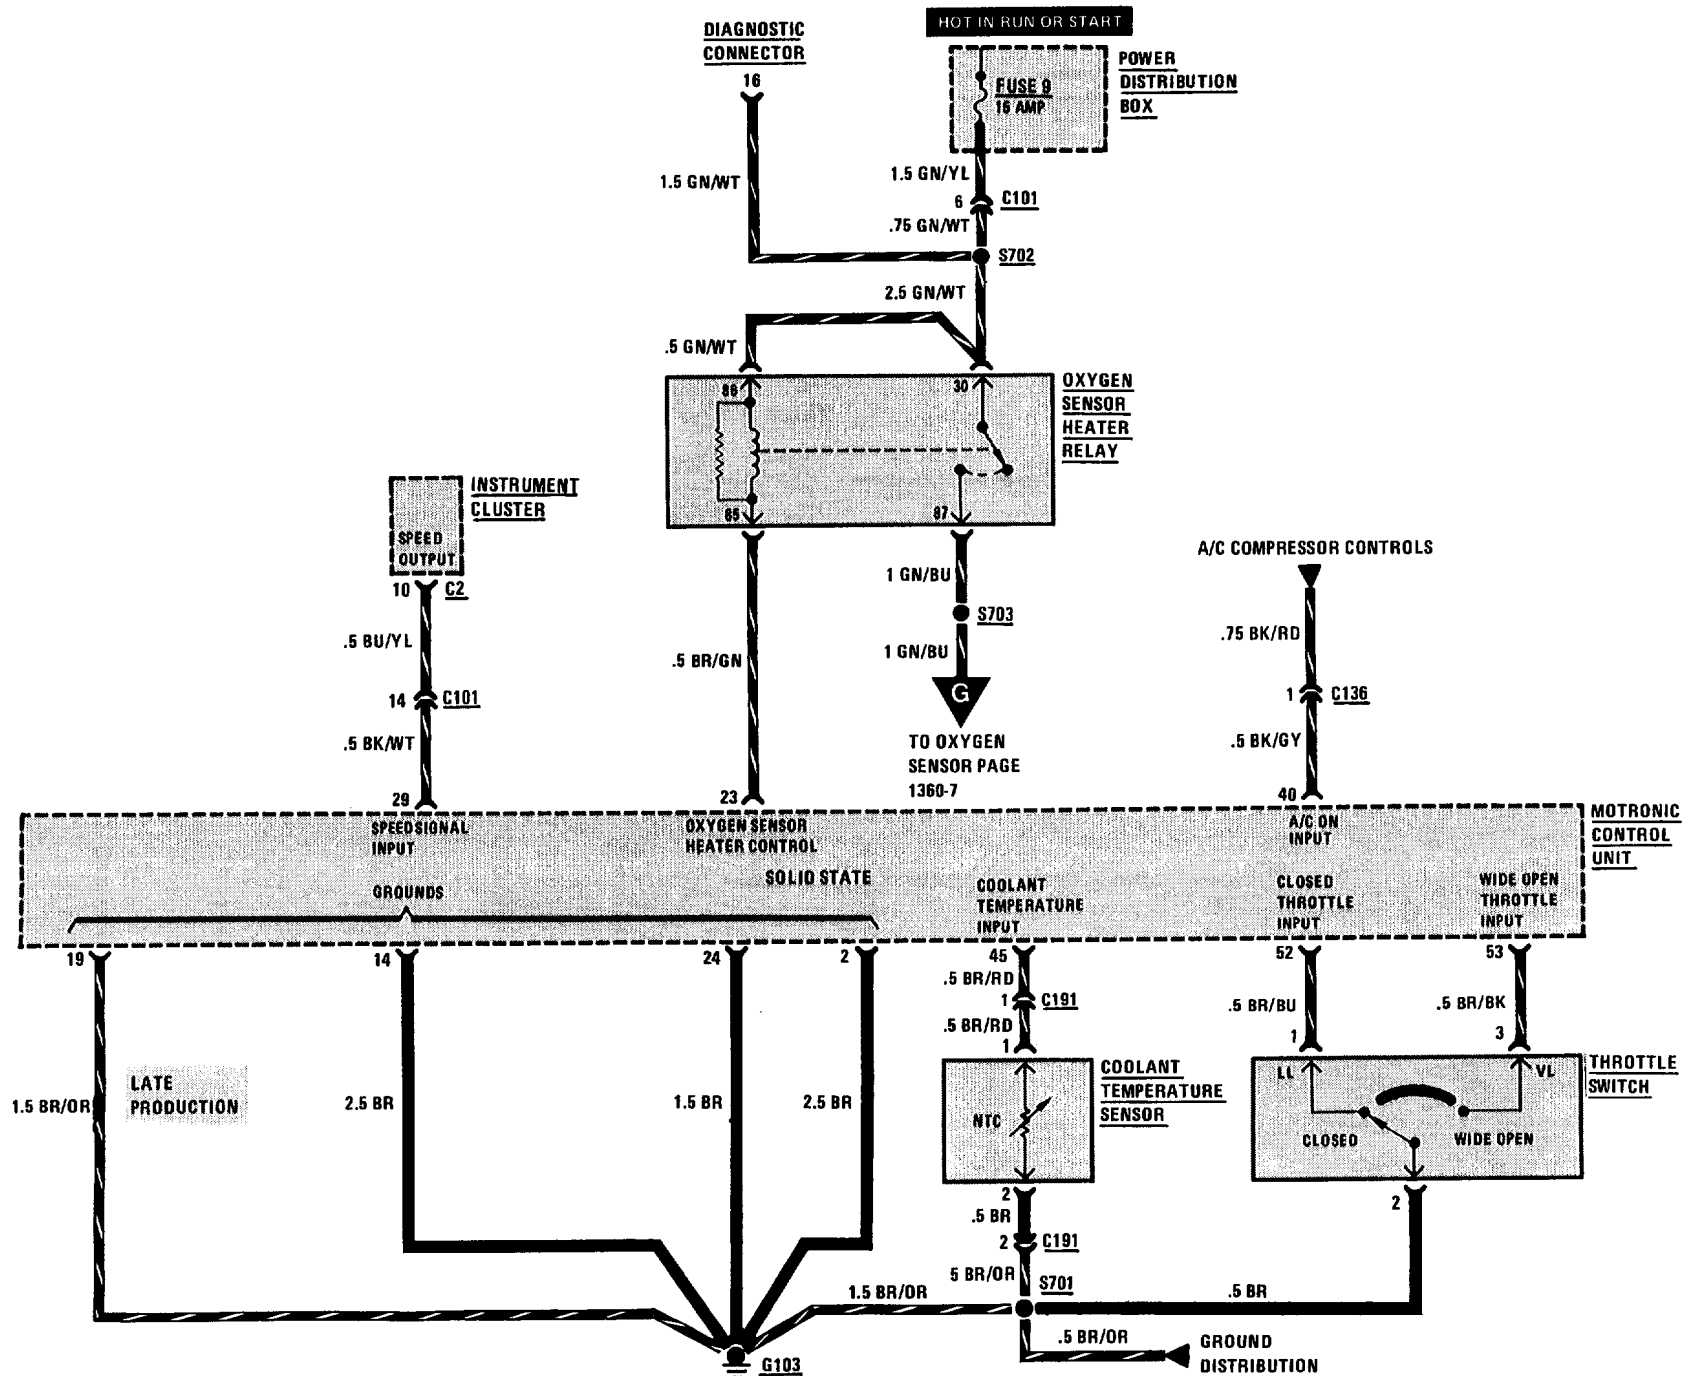 HOT IN RUN OR START
DIAGNOSTIC
CONNECTOR
16
POWER
DISTRIBUTION
BOX
FUSE 9
15 AMP
1.5 GN/WT
1.5 GN/YL
6
C101
.75 GN/WT
S702
2.5 GN/WT
.5 GN/WT
86
30
OXYGEN
SENSOR
HEATER
RELAY
85
87
INSTRUMENT
CLUSTER
SPEED
OUTPUT
10
C2
.5 BU/YL
14
C101
.5 BK/WT
29
.5 BR/GN
23
1 GN/BU
S703
1 GN/BU
G
TO OXYGEN
SENSOR PAGE
1360-7
A/C COMPRESSOR CONTROLS
.75 BK/RD
1
C136
.5 BK/GY
40
MOTRONIC
CONTROL
UNIT
SPEEDSIGNAL
INPUT
OXYGEN SENSOR
HEATER CONTROL
A/C ON
INPUT
SOLID STATE
GROUNDS
COOLANT
TEMPERATURE
INPUT
CLOSED
THROTTLE
INPUT
WIDE OPEN
THROTTLE
INPUT
19
14
24
2
45
52
53
.5 BR/RD
1
C191
.5 BR/RD
1
.5 BR/BU
1
.5 BR/BK
3
LATE
PRODUCTION
1.5 BR/OR
2.5 BR
1.5 BR
2.5 BR
NTC
COOLANT
TEMPERATURE
SENSOR
LL
VL
CLOSED
WIDE OPEN
THROTTLE
SWITCH
2
.5 BR
2
C191
5 BR/OR
S701
2
1.5 BR/OR
.5 BR
.5 BR/OR
GROUND
DISTRIBUTION
G103